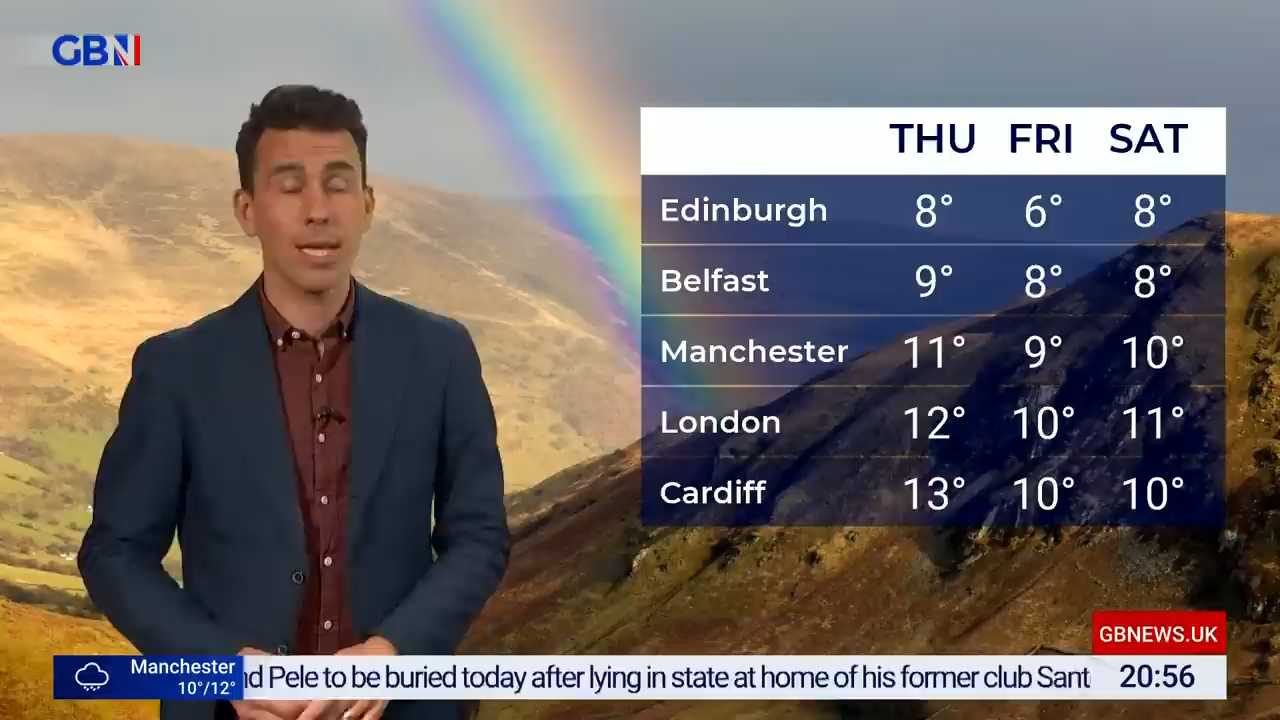 GBN
THU FRI SAT
Edinburgh 8° 6° 8°
Belfast 9° 8° 8°
Manchester 11° 9° 10°
London 12° 10° 11°
Cardiff 13° 10° 10°
GBNEWS.UK
Manchester
10°/12°
nd Pele to be buried today after lying in state at home of his former club Sant
20:56